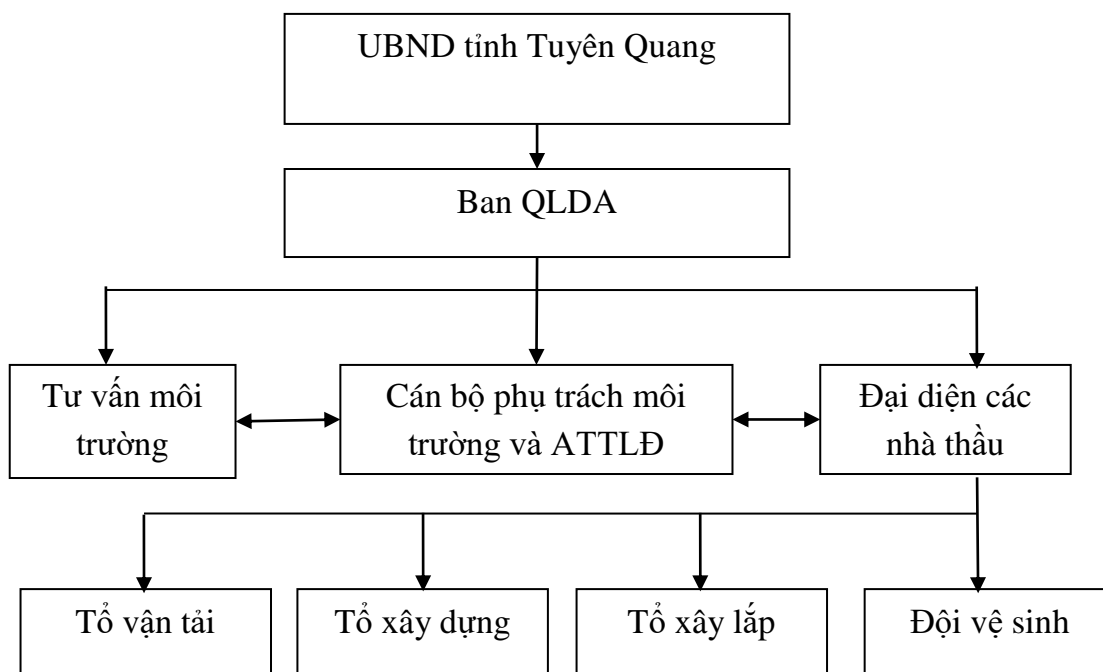 UBND tỉnh Tuyên Quang
Ban QLDA
Tư vấn môi
trường
Cán bộ phụ trách môi
trường và ATTLĐ
Đại diện các
nhà thầu
Tổ vận tải
Tổ xây dựng
Tổ xây lắp
Đội vệ sinh